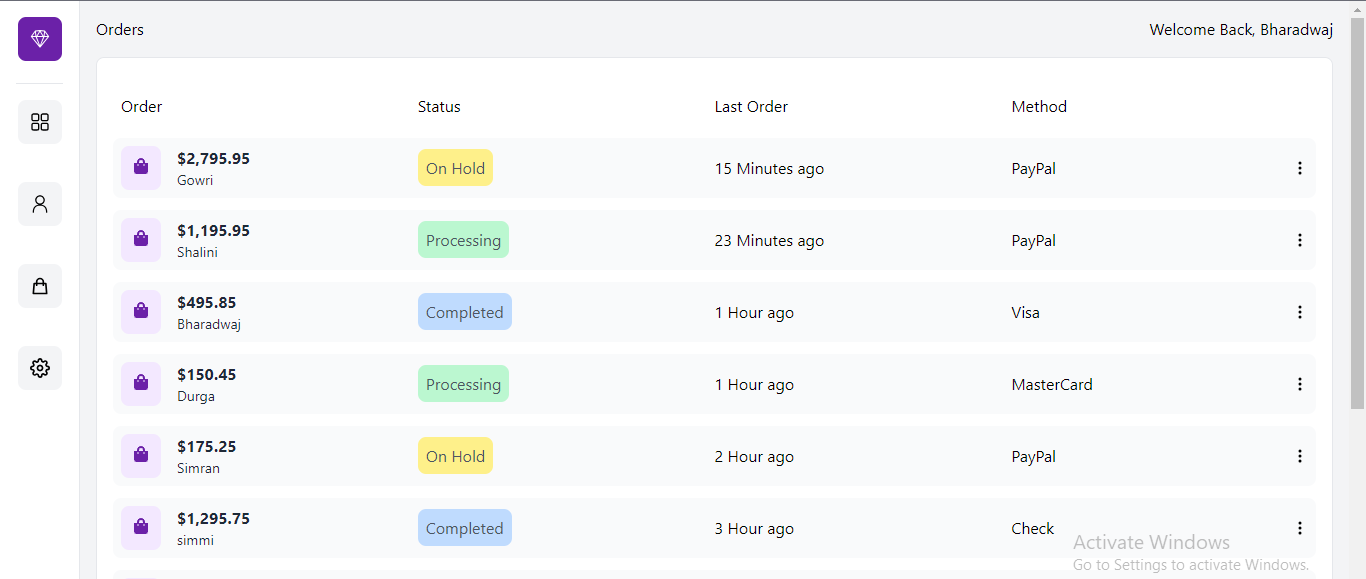 Orders
Welcome Back, Bharadwaj
Order Status Last Order Method
$2,795.95
Gowri
On Hold
15 Minutes ago
PayPal
$1,195.95
Shalini
Processing
23 Minutes ago
PayPal
$495.85
Bharadwaj
Completed
1 Hour ago
Visa
$150.45
Durga
Processing
1 Hour ago
MasterCard
$175.25
Simran
On Hold
2 Hour ago
PayPal
$1,295.75
simmi
Completed
3 Hour ago
Check
Activate Windows
Go to Settings to activate Windows.